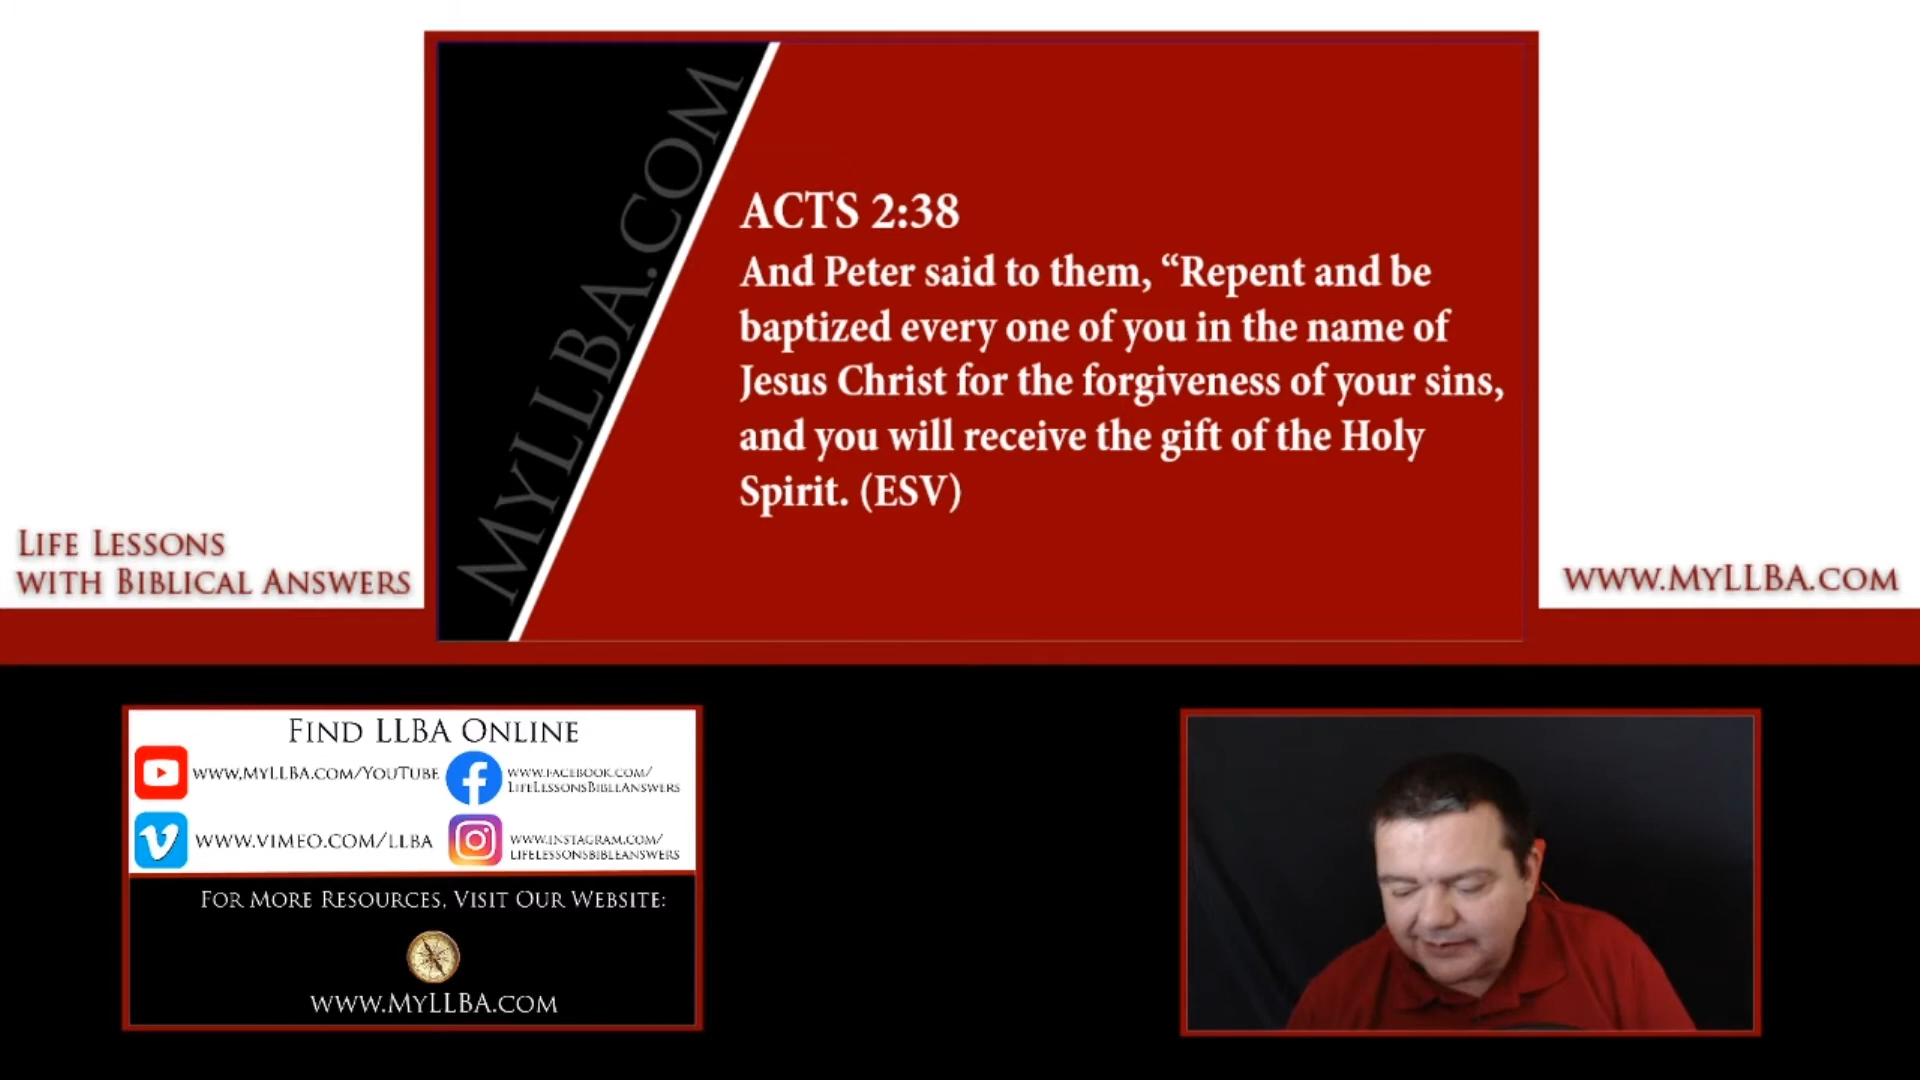 MYLLBA.COM
ACTS 2:38
And Peter said to them, “Repent and be
baptized every one of you in the name of
Jesus Christ for the forgiveness of your sins,
and you will receive the gift of the Holy
Spirit. (ESV)
LIFE LESSONS
WITH BIBLICAL ANSWERS
WWW.MYLLBA.COM
FIND LLBA ONLINE
WWW.MYLLBA.COM/YOUTUBE
WWW.FACEBOOK.COM/
LIFELESSONSBIBLEANSWERS
WWW.VIMEO.COM/LLBA
WWW.INSTAGRAM.COM/
LIFELESSONSBIBLEANSWERS
FOR MORE RESOURCES, VISIT OUR WEBSITE:
WWW.MYLLBA.COM